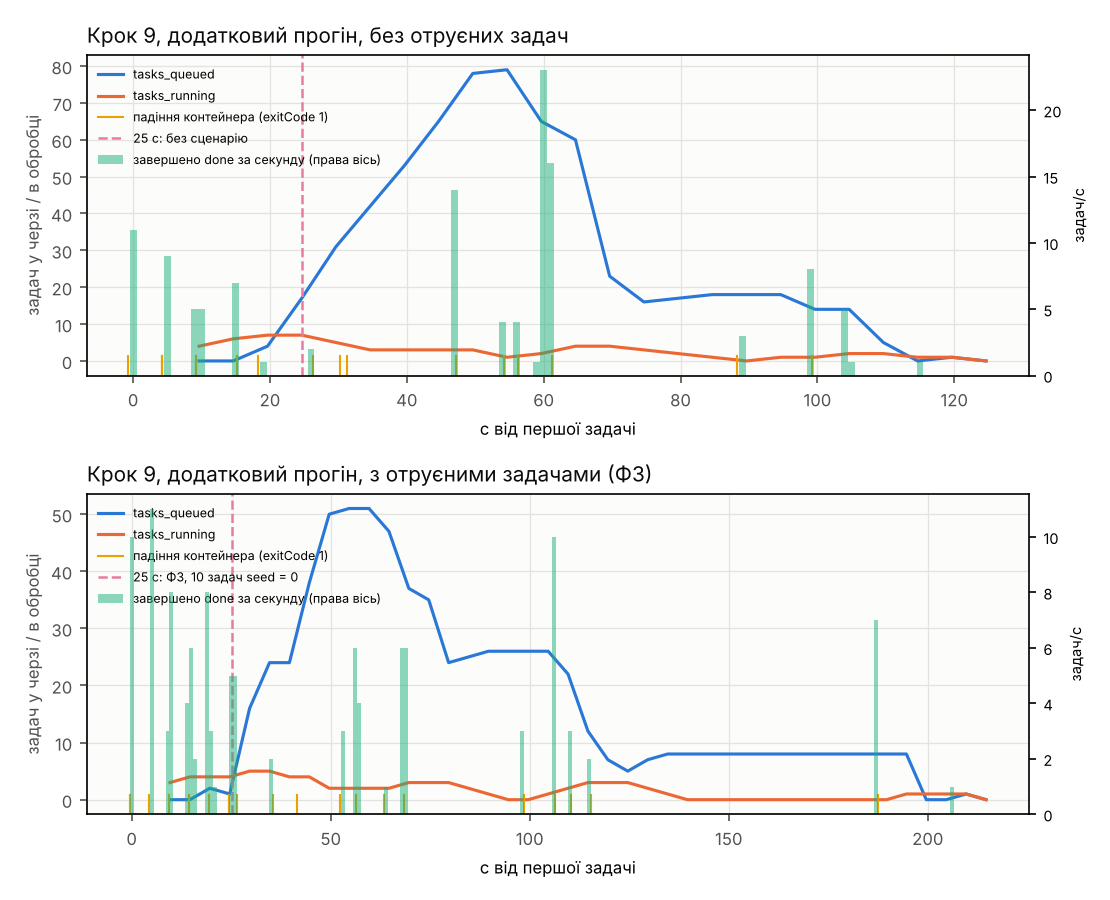 Крок 9, додатковий прогін, без отруєних задач
tasks_queued
tasks_running
падіння контейнера (exitCode 1)
25 с: без сценарію
завершено done за секунду (права вісь)
задач у черзі / в обробці
80
70
60
50
40
30
20
10
0
20
15
10
5
0
задач/с
0 20 40 60 80 100 120
с від першої задачі
Крок 9, додатковий прогін, з отруєними задачами (Ф3)
tasks_queued
tasks_running
падіння контейнера (exitCode 1)
25 с: Ф3, 10 задач seed = 0
завершено done за секунду (права вісь)
задач у черзі / в обробці
50
40
30
20
10
0
10
8
6
4
2
0
задач/с
0 50 100 150 200
с від першої задачі